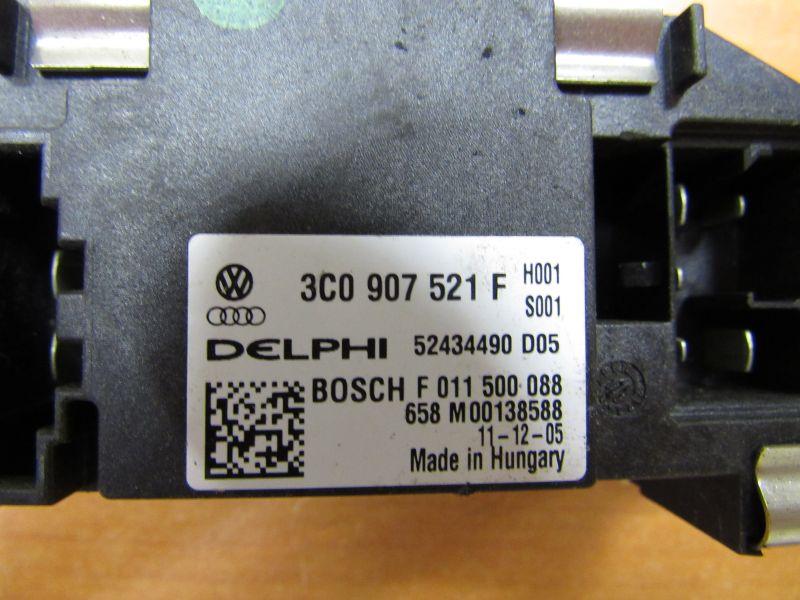 3C0 907 521 F H001
S001
DELPHI 52434490 D05
BOSCH F 011 500 088
658 M00138588
11-12-05
Made in Hungary